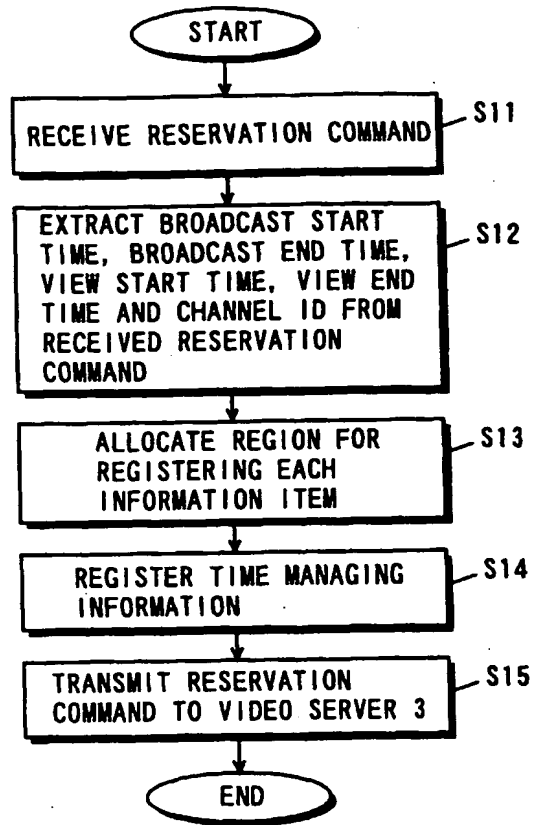 START
RECEIVE RESERVATION COMMAND
S11
EXTRACT BROADCAST START
TIME, BROADCAST END TIME,
VIEW START TIME, VIEW END
TIME AND CHANNEL ID FROM
RECEIVED RESERVATION
COMMAND
S12
ALLOCATE REGION FOR
REGISTERING EACH
INFORMATION ITEM
S13
REGISTER TIME MANAGING
INFORMATION
S14
TRANSMIT RESERVATION
COMMAND TO VIDEO SERVER 3
S15
END